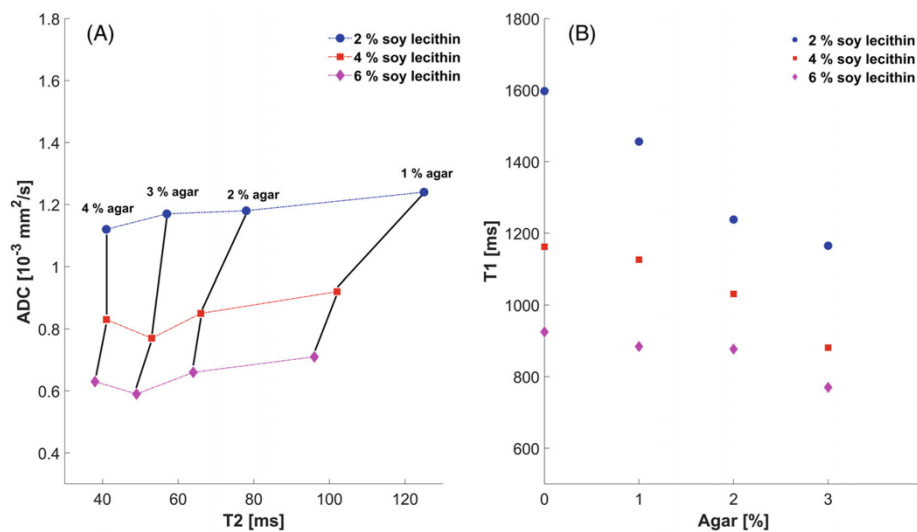 (A)
2 % soy lecithin
4 % soy lecithin
6 % soy lecithin
1.8
1.6
1.4
1.2
1
0.8
0.6
0.4
ADC [10⁻³ mm²/s]
4 % agar
3 % agar
2 % agar
1 % agar
40 60 80 100 120
T2 [ms]
(B)
2 % soy lecithin
4 % soy lecithin
6 % soy lecithin
1800
1600
1400
1200
1000
800
600
T1 [ms]
0 1 2 3
Agar [%]